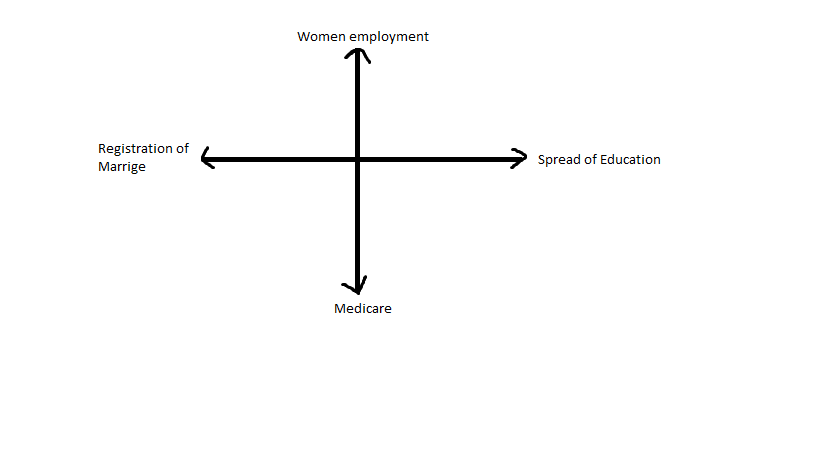 Women employment
Registration of
Marrige
Spread of Education
Medicare